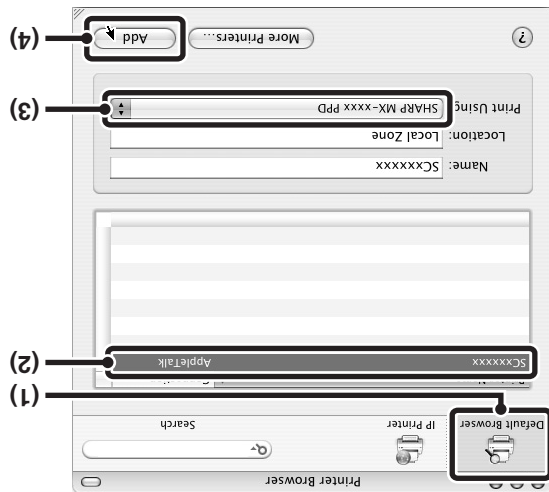 Printer Browser
Default Browser
IP Printer
Search
(1)
SCxxxxxx AppleTalk
(2)
Name: SCxxxxxx
Location: Local Zone
Print Using: SHARP MX-xxxx PPD
(3)
? More Printers... Add
(4)